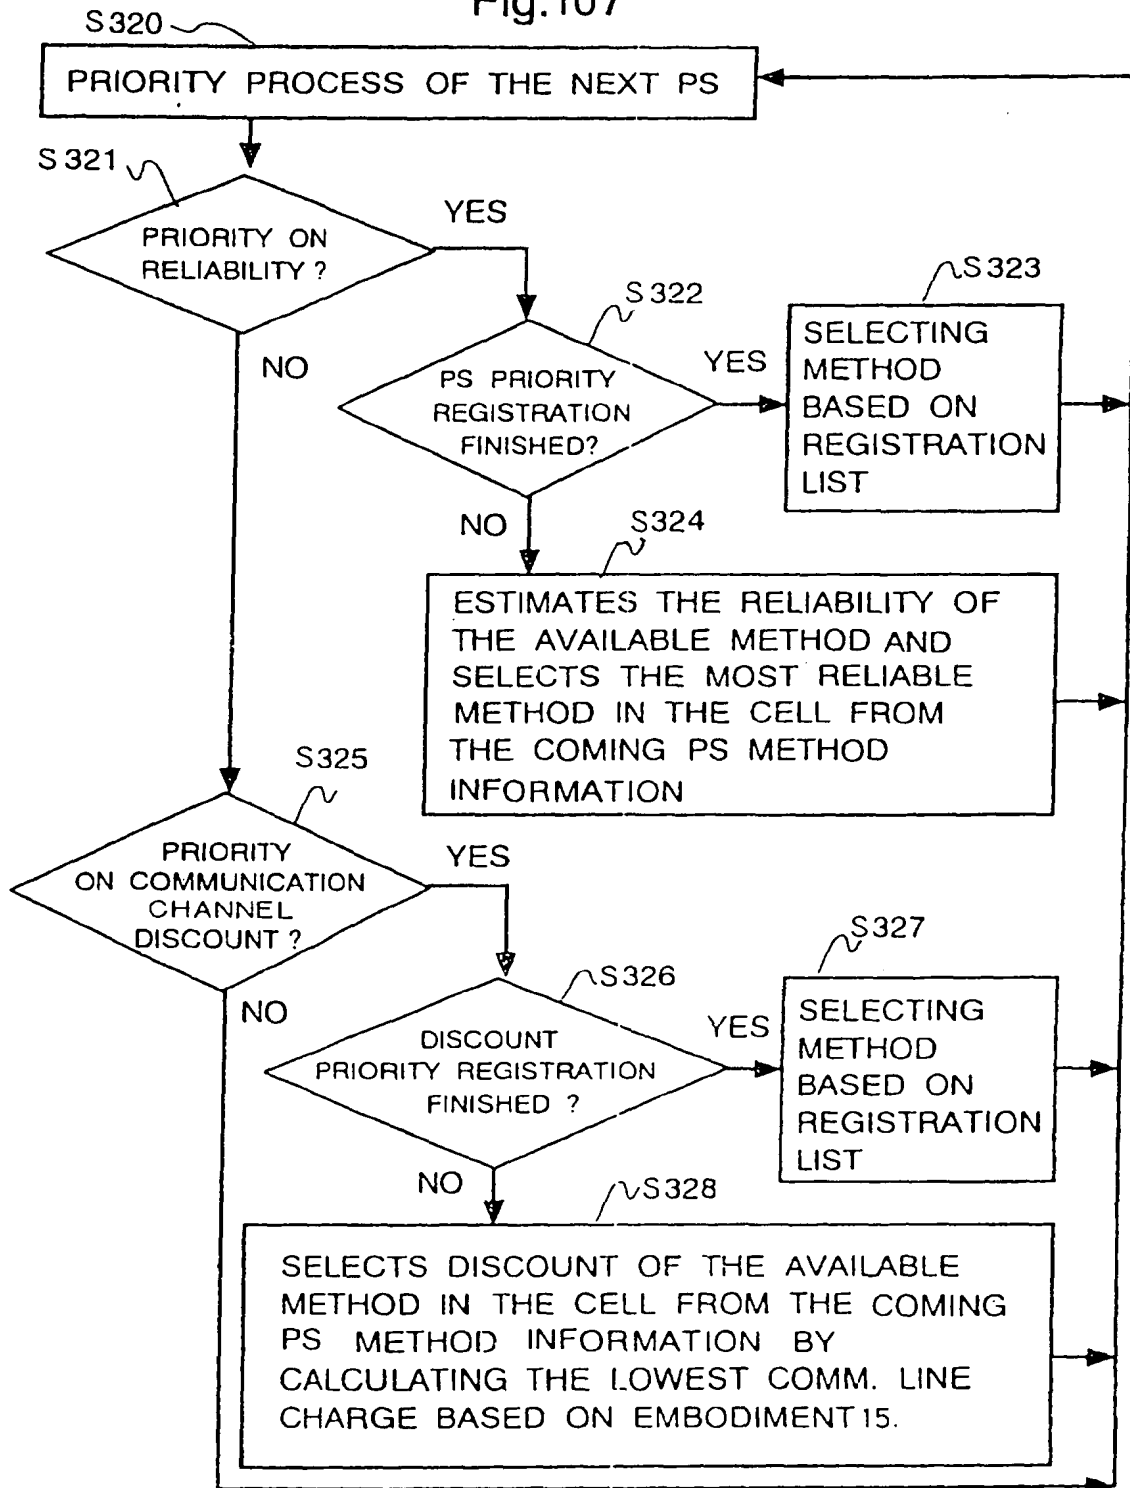 Fig.107
S320
PRIORITY PROCESS OF THE NEXT PS
S321
PRIORITY ON
RELIABILITY ?
YES
NO
S322
PS PRIORITY
REGISTRATION
FINISHED?
YES
NO
S323
SELECTING
METHOD
BASED ON
REGISTRATION
LIST
S324
ESTIMATES THE RELIABILITY OF
THE AVAILABLE METHOD AND
SELECTS THE MOST RELIABLE
METHOD IN THE CELL FROM
THE COMING PS METHOD
INFORMATION
S325
PRIORITY
ON COMMUNICATION
CHANNEL
DISCOUNT ?
YES
NO
S326
DISCOUNT
PRIORITY REGISTRATION
FINISHED ?
YES
NO
S327
SELECTING
METHOD
BASED ON
REGISTRATION
LIST
S328
SELECTS DISCOUNT OF THE AVAILABLE
METHOD IN THE CELL FROM THE COMING
PS METHOD INFORMATION BY
CALCULATING THE LOWEST COMM. LINE
CHARGE BASED ON EMBODIMENT 15.